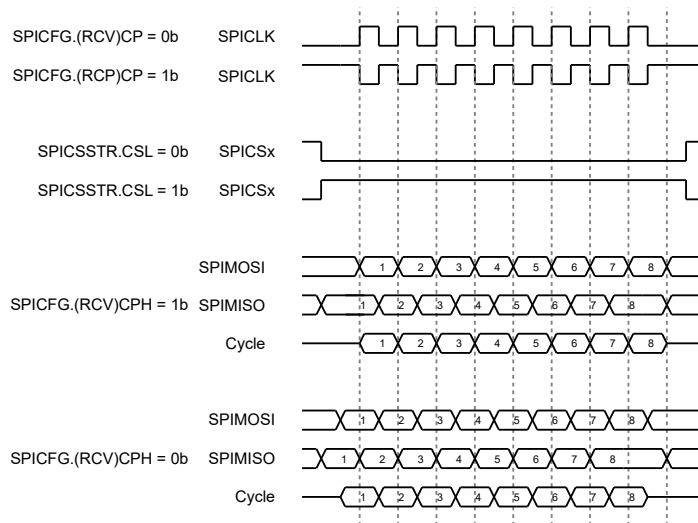 SPICFG.(RCV)CP = 0b SPICLK
SPICFG.(RCP)CP = 1b SPICLK
SPICSSTR.CSL = 0b SPICSx
SPICSSTR.CSL = 1b SPICSx
SPIMOSI 1 2 3 4 5 6 7 8
SPICFG.(RCV)CPH = 1b SPIMISO 1 2 3 4 5 6 7 8
Cycle 1 2 3 4 5 6 7 8
SPIMOSI 1 2 3 4 5 6 7 8
SPICFG.(RCV)CPH = 0b SPIMISO 1 2 3 4 5 6 7 8
Cycle 1 2 3 4 5 6 7 8